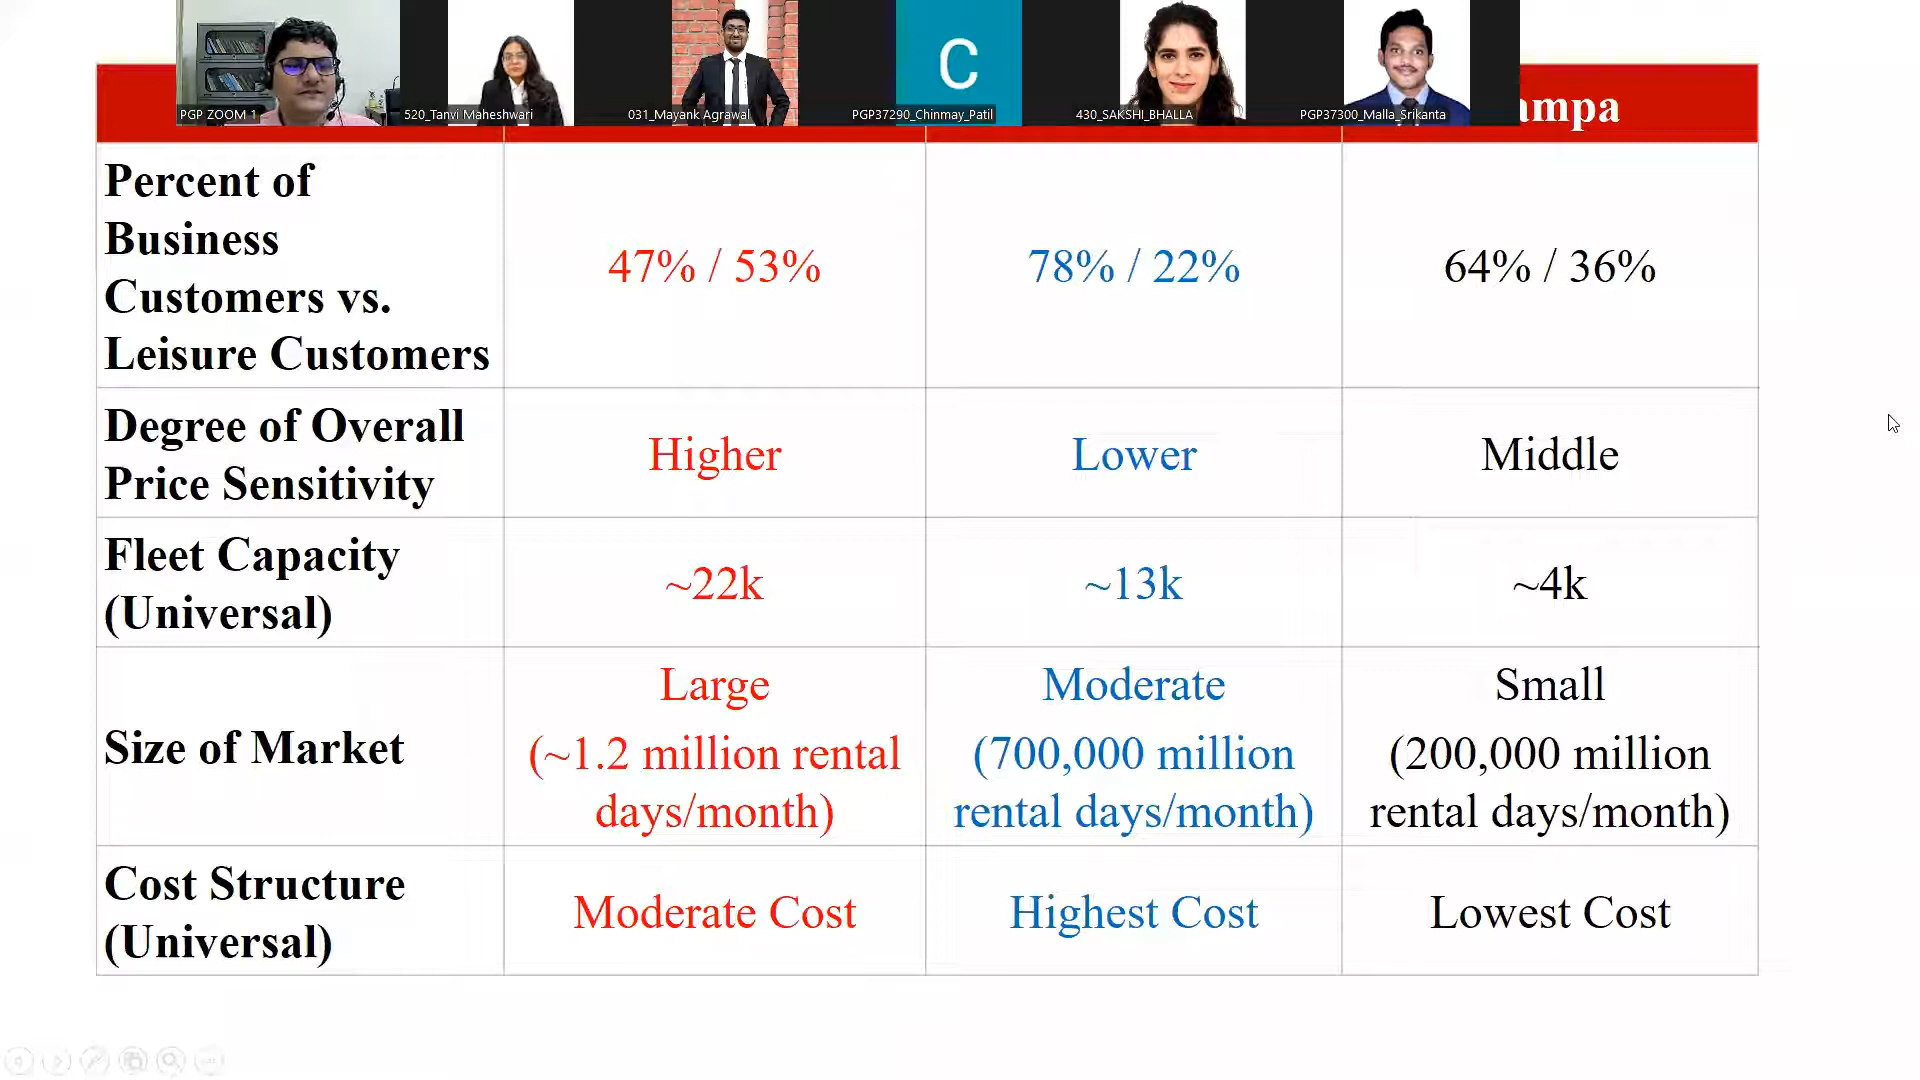 PGP ZOOM 1
520_Tanvi Maheshwari
031_Mayank Agrawal
C
PGP37290_Chinmay_Patil
430_SAKSHI_BHALLA
PGP37300_Malla_Srikanta
ampa
Percent of
Business
Customers vs.
Leisure Customers
47% / 53%
78% / 22%
64% / 36%
Degree of Overall
Price Sensitivity
Higher
Lower
Middle
Fleet Capacity
(Universal)
~22k
~13k
~4k
Size of Market
Large
(~1.2 million rental
days/month)
Moderate
(700,000 million
rental days/month)
Small
(200,000 million
rental days/month)
Cost Structure
(Universal)
Moderate Cost
Highest Cost
Lowest Cost